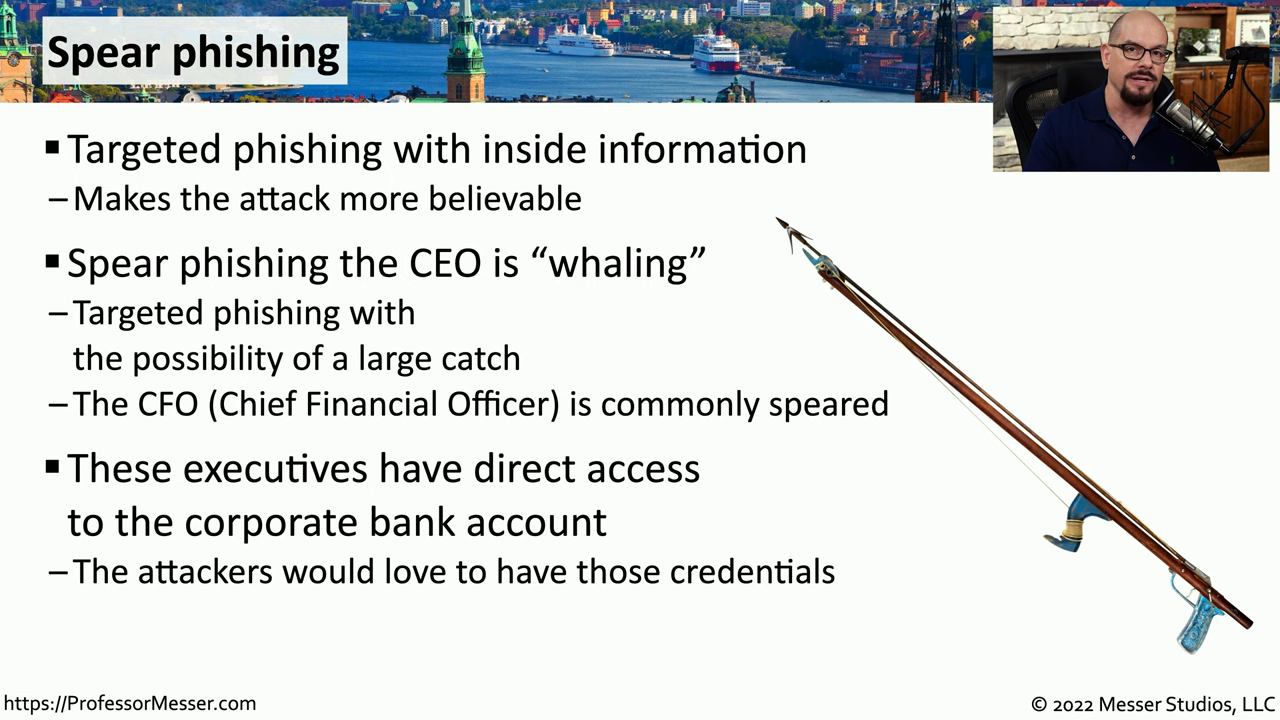 Spear phishing
▪ Targeted phishing with inside information
– Makes the attack more believable
▪ Spear phishing the CEO is “whaling”
– Targeted phishing with
the possibility of a large catch
– The CFO (Chief Financial Officer) is commonly speared
▪ These executives have direct access
to the corporate bank account
– The attackers would love to have those credentials
https://ProfessorMesser.com
© 2022 Messer Studios, LLC